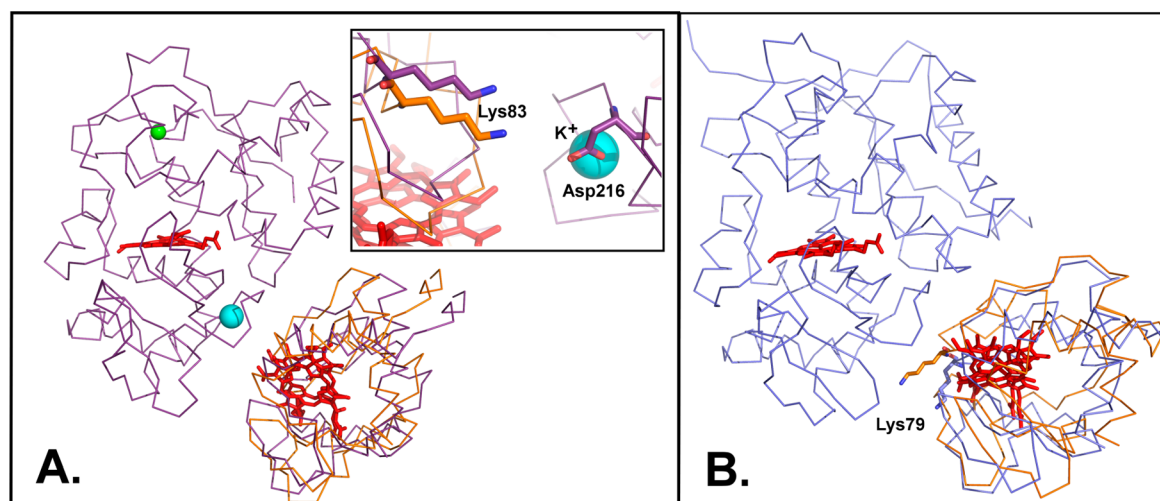 Lys83
K+
Asp216
A.
Lys79
B.